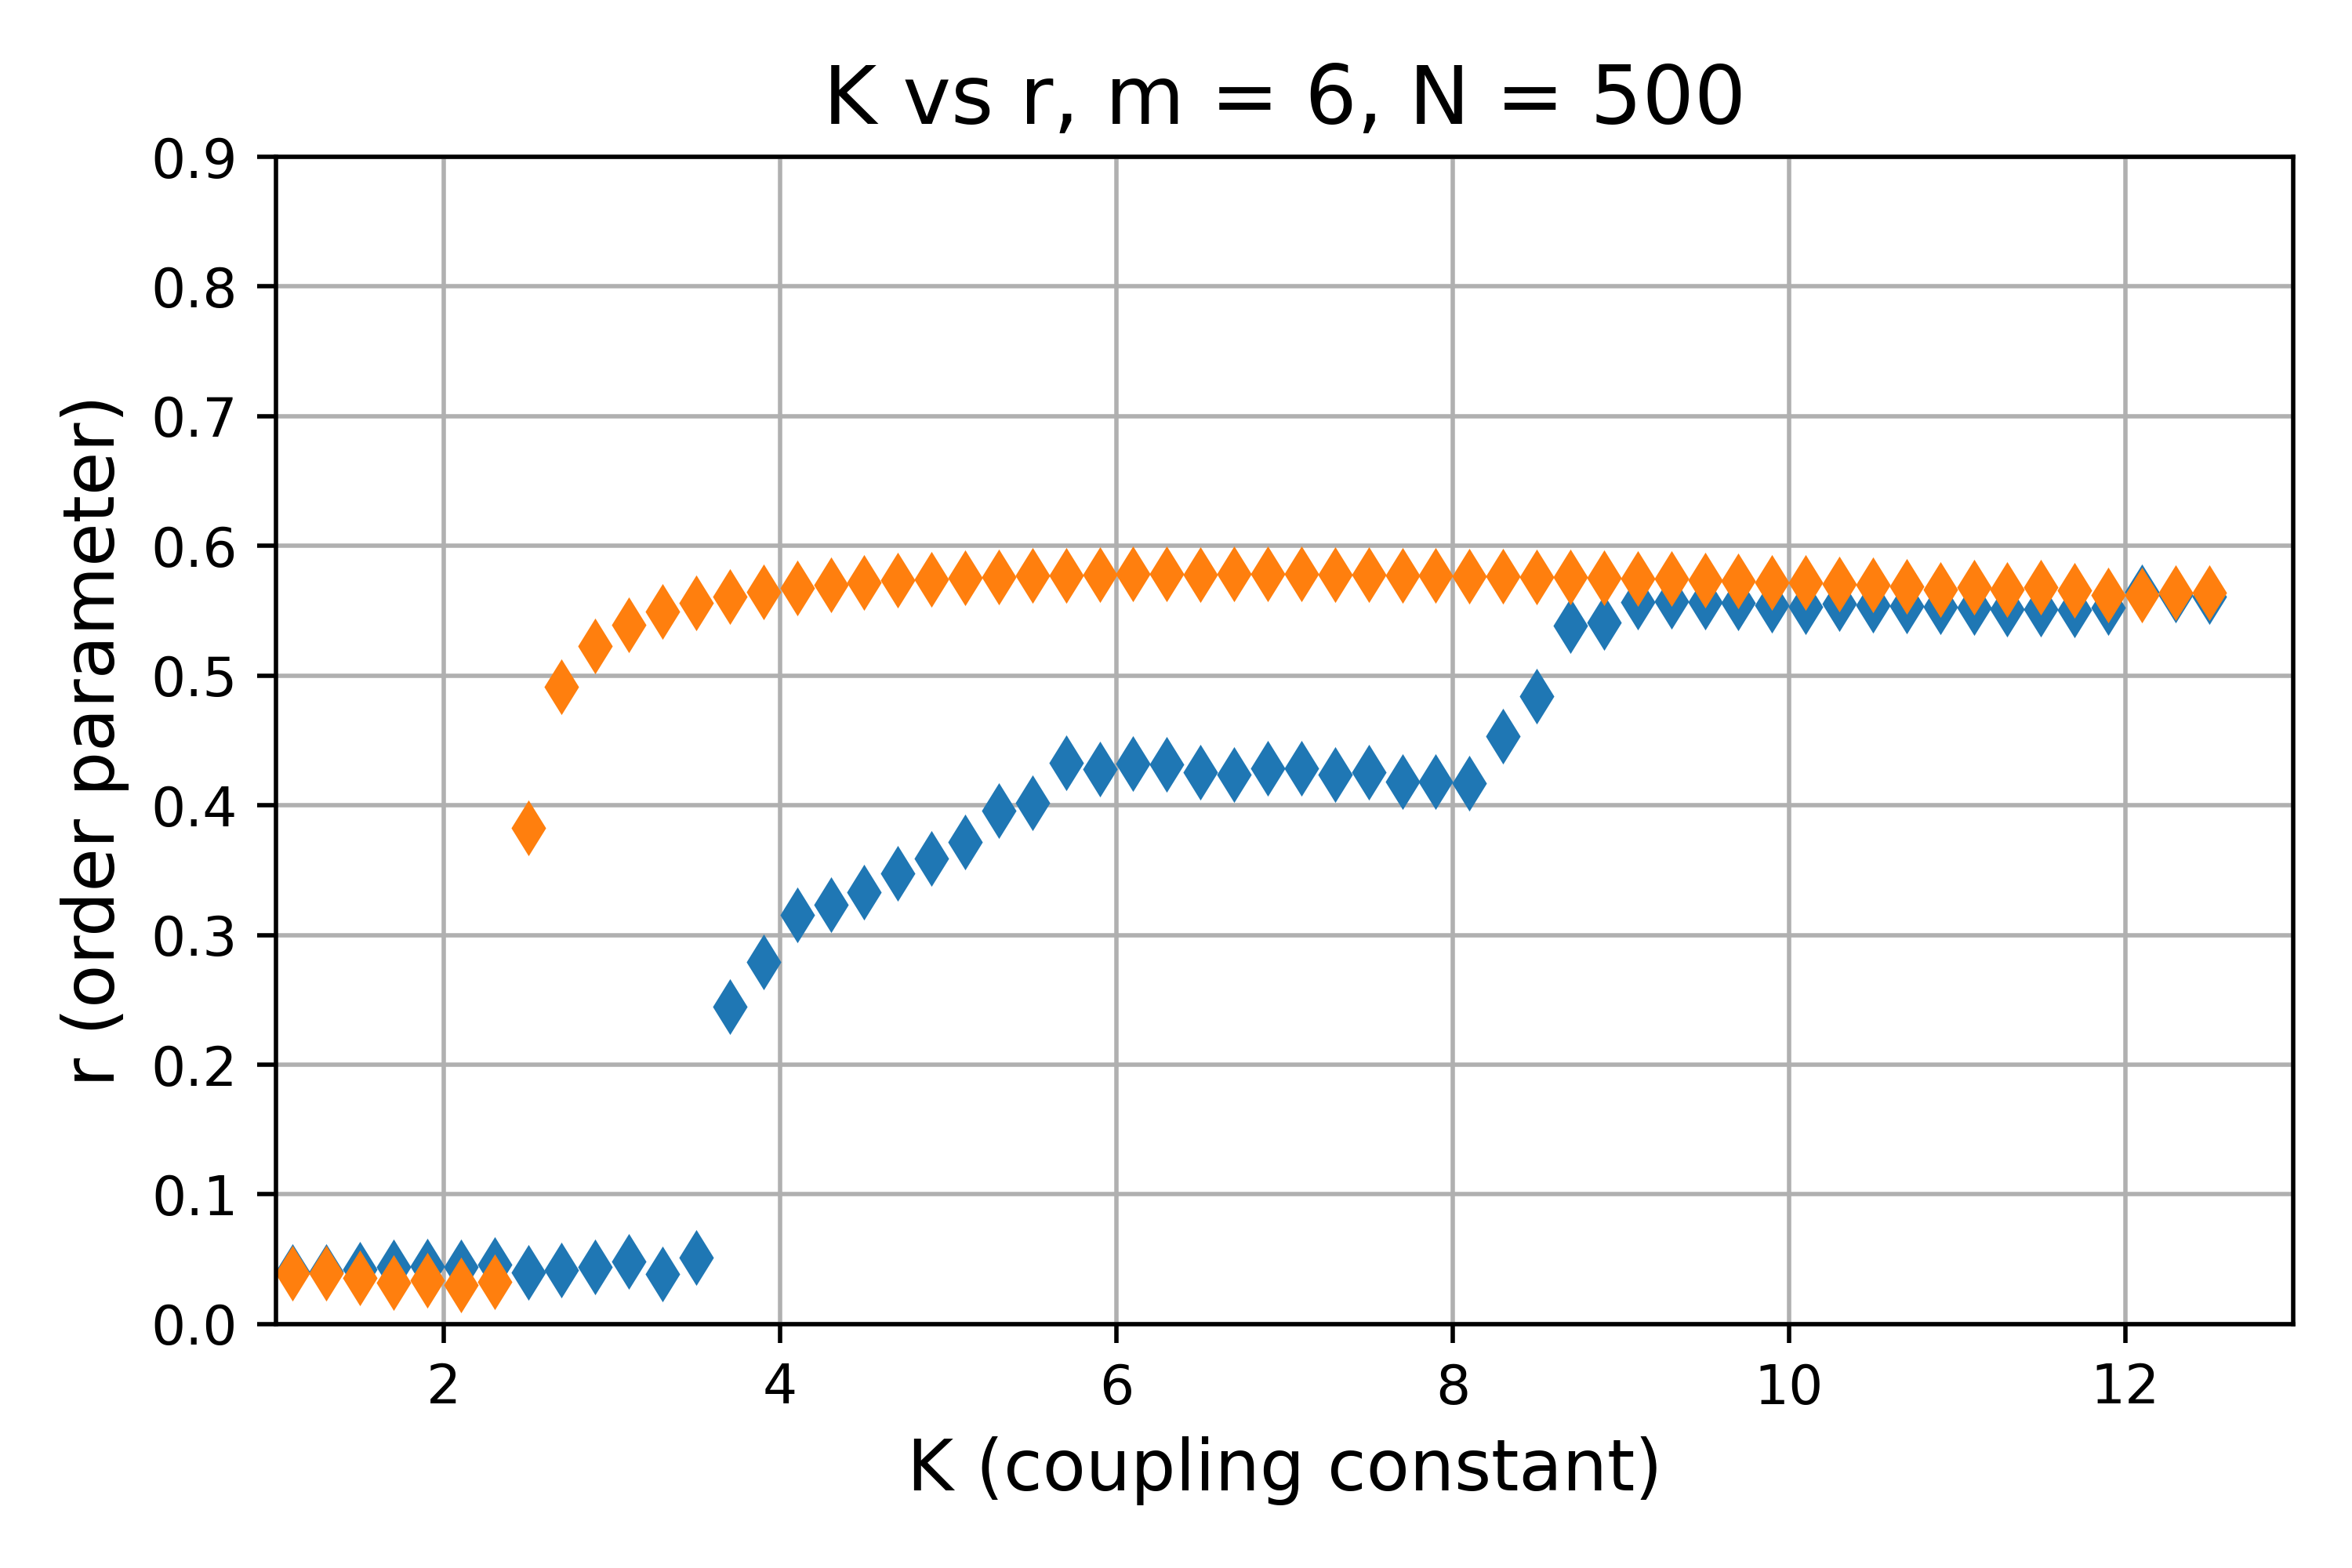 K vs r, m = 6, N = 500
r (order parameter)
0.9
0.8
0.7
0.6
0.5
0.4
0.3
0.2
0.1
0.0
2 4 6 8 10 12
K (coupling constant)